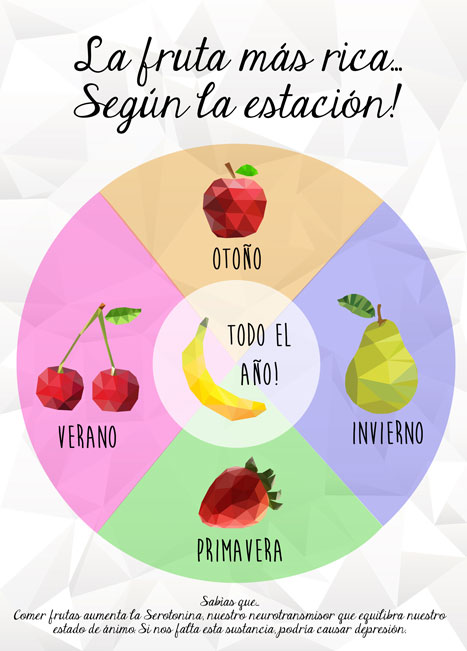 La fruta más rica...
Según la estación!
OTOÑO
TODO EL
AÑO!
VERANO
INVIERNO
PRIMAVERA
Sabias que...
Comer frutas aumenta la Serotonina, nuestro neurotransmisor que equilibra nuestro
estado de ánimo. Si nos falta esta sustancia, podría causar depresión.